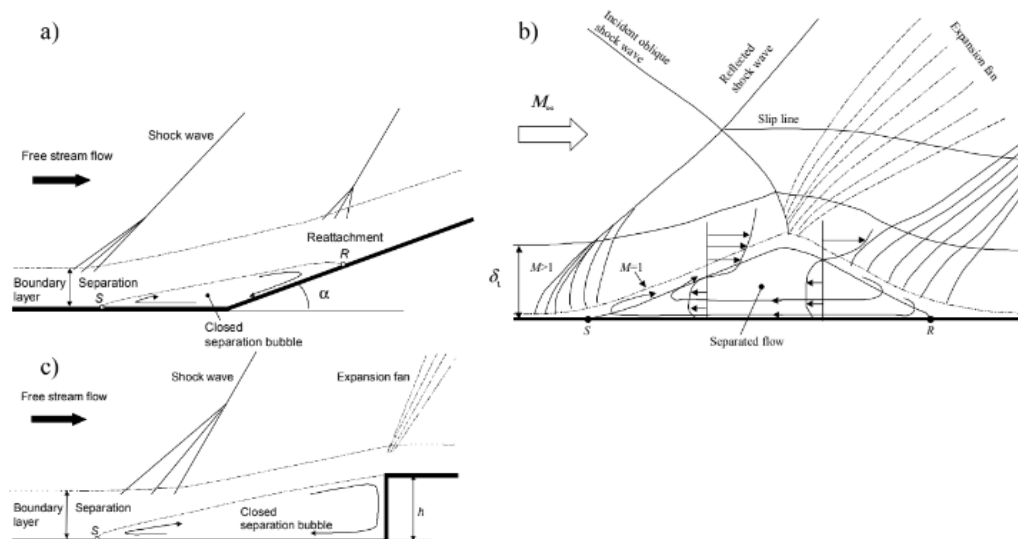 a)
Shock wave
Free stream flow
Reattachment
R
Boundary
layer
Separation
S
α
Closed
separation bubble
b)
Incident oblique
shock wave
Reflected
shock wave
Expansion
fan
M∞
Slip line
δ
M>1
M=1
S
Separated flow
R
c)
Shock wave
Expansion fan
Free stream flow
Boundary
layer
Separation
S
Closed
separation bubble
h